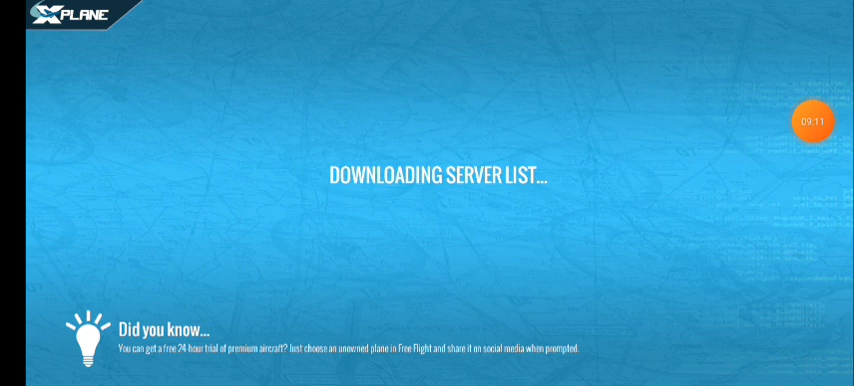 XPLANE
09:11
DOWNLOADING SERVER LIST...
Did you know...
You can get a free 24 hour trial of premium aircraft? Just choose an unowned plane in Free Flight and share it on social media when prompted.